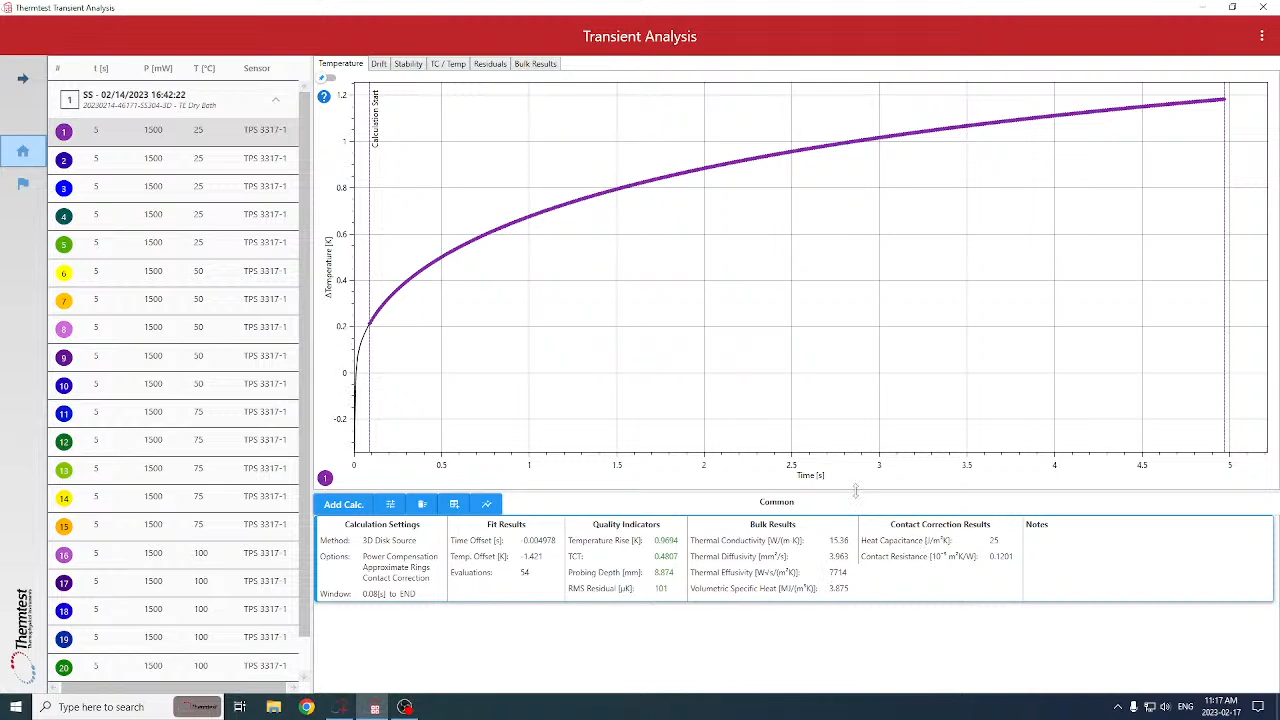 Thermtest Transient Analysis
Transient Analysis
# t [s] P [mW] T [°C] Sensor
1 SS - 02/14/2023 16:42:22
20230214-46171-SS304-3D - TE Dry Bath
1 5 1500 25 TPS 3317-1
2 5 1500 25 TPS 3317-1
3 5 1500 25 TPS 3317-1
4 5 1500 25 TPS 3317-1
5 5 1500 25 TPS 3317-1
6 5 1500 50 TPS 3317-1
7 5 1500 50 TPS 3317-1
8 5 1500 50 TPS 3317-1
9 5 1500 50 TPS 3317-1
10 5 1500 50 TPS 3317-1
11 5 1500 75 TPS 3317-1
12 5 1500 75 TPS 3317-1
13 5 1500 75 TPS 3317-1
14 5 1500 75 TPS 3317-1
15 5 1500 75 TPS 3317-1
16 5 1500 100 TPS 3317-1
17 5 1500 100 TPS 3317-1
18 5 1500 100 TPS 3317-1
19 5 1500 100 TPS 3317-1
20 5 1500 100 TPS 3317-1
Thermtest
Temperature Drift Stability TC / Temp Residuals Bulk Results
?
Calculation Start
ΔTemperature [K]
1.2
1
0.8
0.6
0.4
0.2
0
-0.2
0 0.5 1 1.5 2 2.5 3 3.5 4 4.5 5
Time [s]
1
Add Calc.
Common
Calculation Settings
Method: 3D Disk Source
Options: Power Compensation
Approximate Rings
Contact Correction
Window: 0.08[s] to END
Fit Results
Time Offset [s]: -0.004978
Temp. Offset [K]: -1.421
Evaluations: 54
Quality Indicators
Temperature Rise [K]: 0.9694
TCT: 0.4807
Probing Depth [mm]: 8.874
RMS Residual [µK]: 101
Bulk Results
Thermal Conductivity [W/(m·K)]: 15.36
Thermal Diffusivity [mm²/s]: 3.963
Thermal Effusivity [W√s/(m²K)]: 7714
Volumetric Specific Heat [MJ/(m³K)]: 3.875
Contact Correction Results
Heat Capacitance [J/m²K]: 25
Contact Resistance [10⁻⁵ m²K/W]: 0.1201
Notes
Type here to search
Thermtest
ENG
11:17 AM
2023-02-17